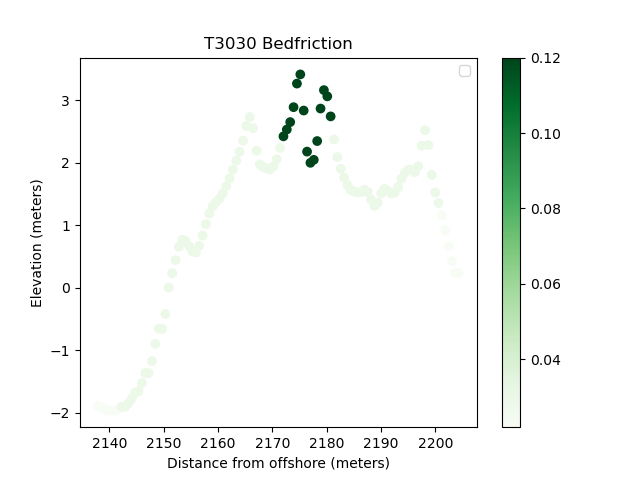 T3030 Bedfriction
Elevation (meters)
3
2
1
0
−1
−2
2140 2150 2160 2170 2180 2190 2200
Distance from offshore (meters)
0.12
0.10
0.08
0.06
0.04